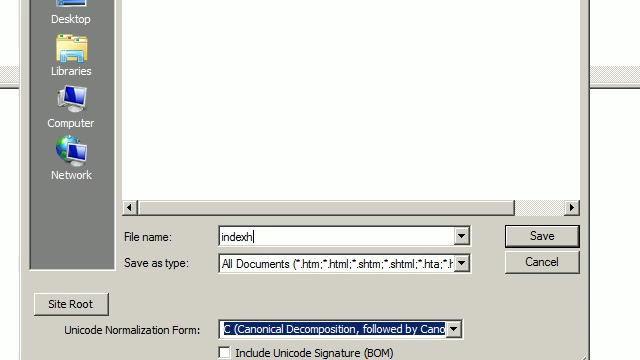 Desktop
Libraries
Computer
Network
File name: indexh Save
Save as type: All Documents (*.htm;*.html;*.shtm;*.shtml;*.hta;*.h Cancel
Site Root
Unicode Normalization Form: C (Canonical Decomposition, followed by Cano
Include Unicode Signature (BOM)